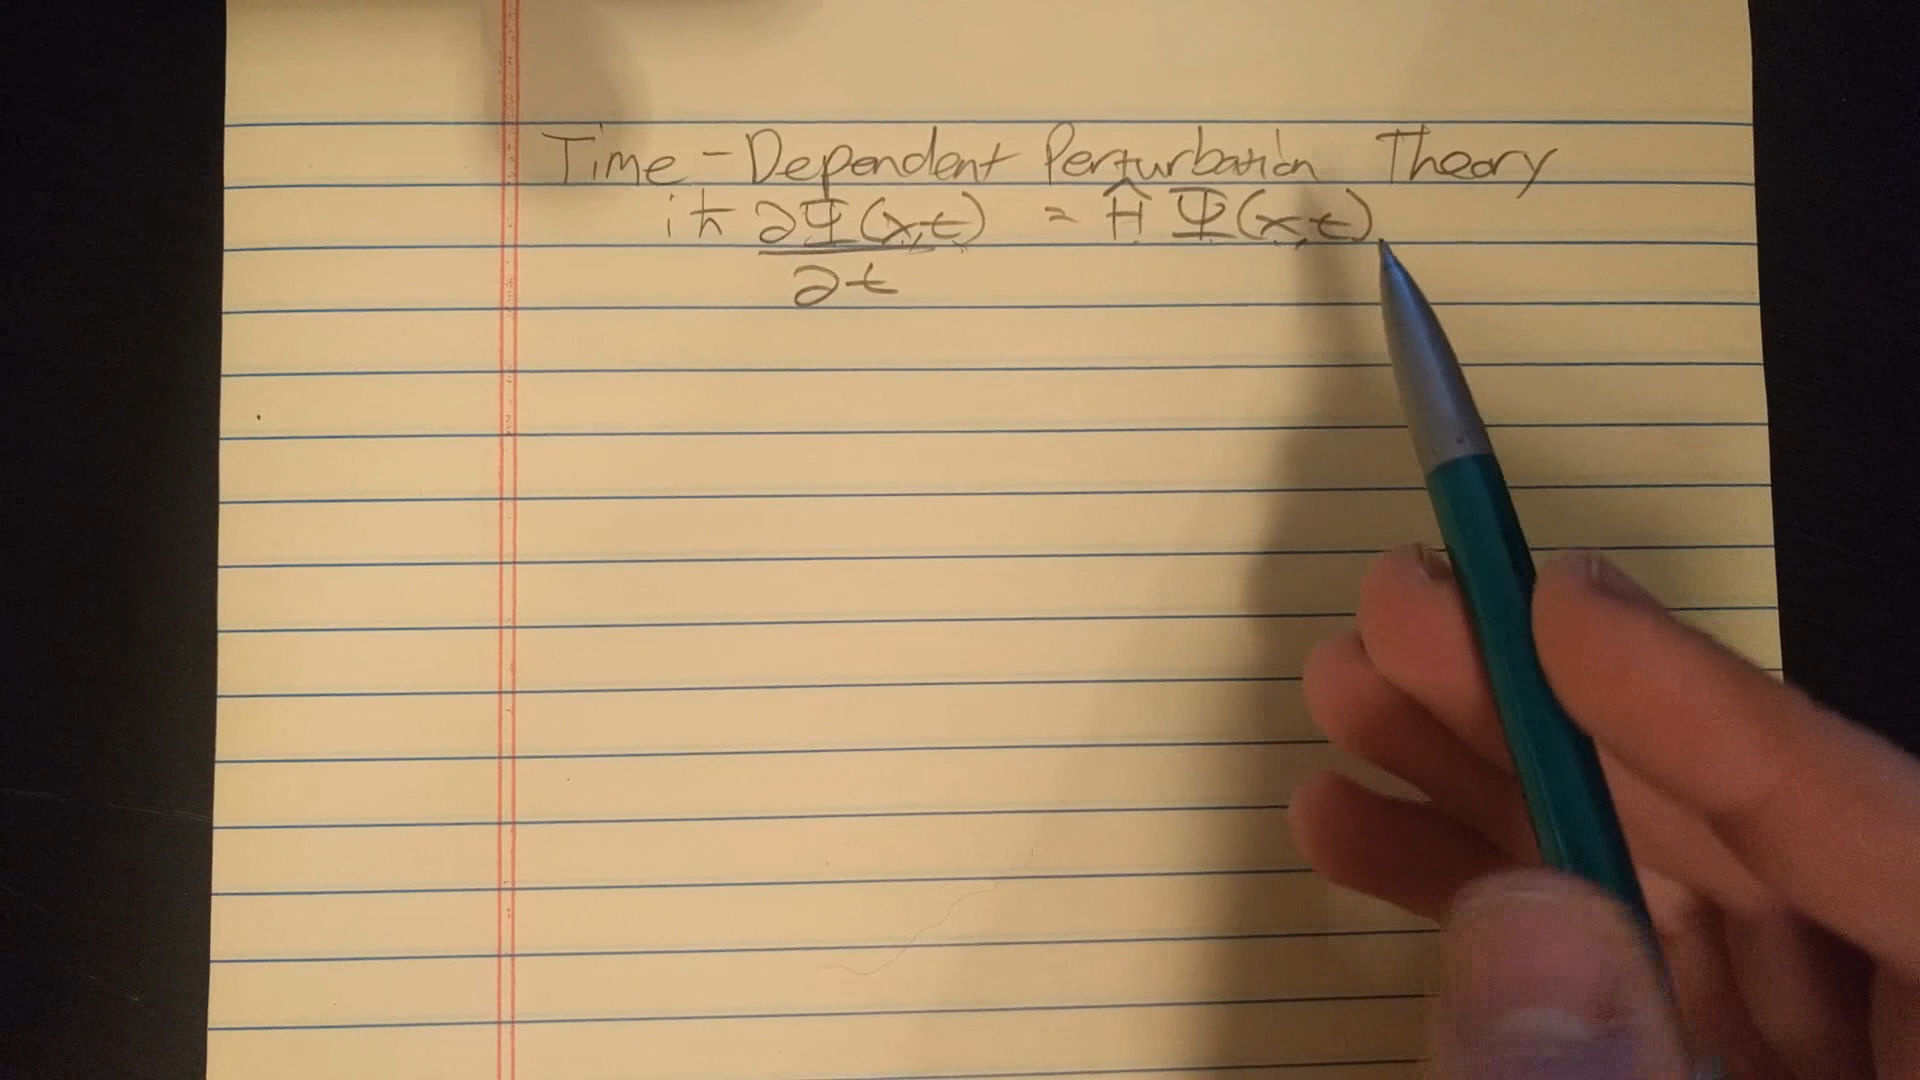 Time-Dependent Perturbation Theory
iħ ∂Ψ(x,t) = Ĥ Ψ(x,t)
∂t